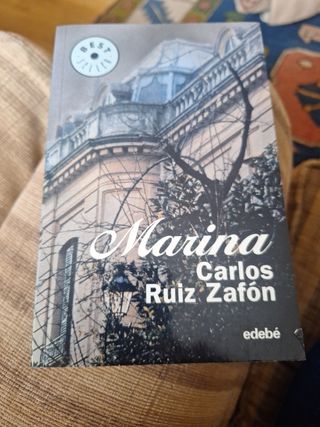 BEST
SELLER
Marina
Carlos
Ruiz Zafón
edebé